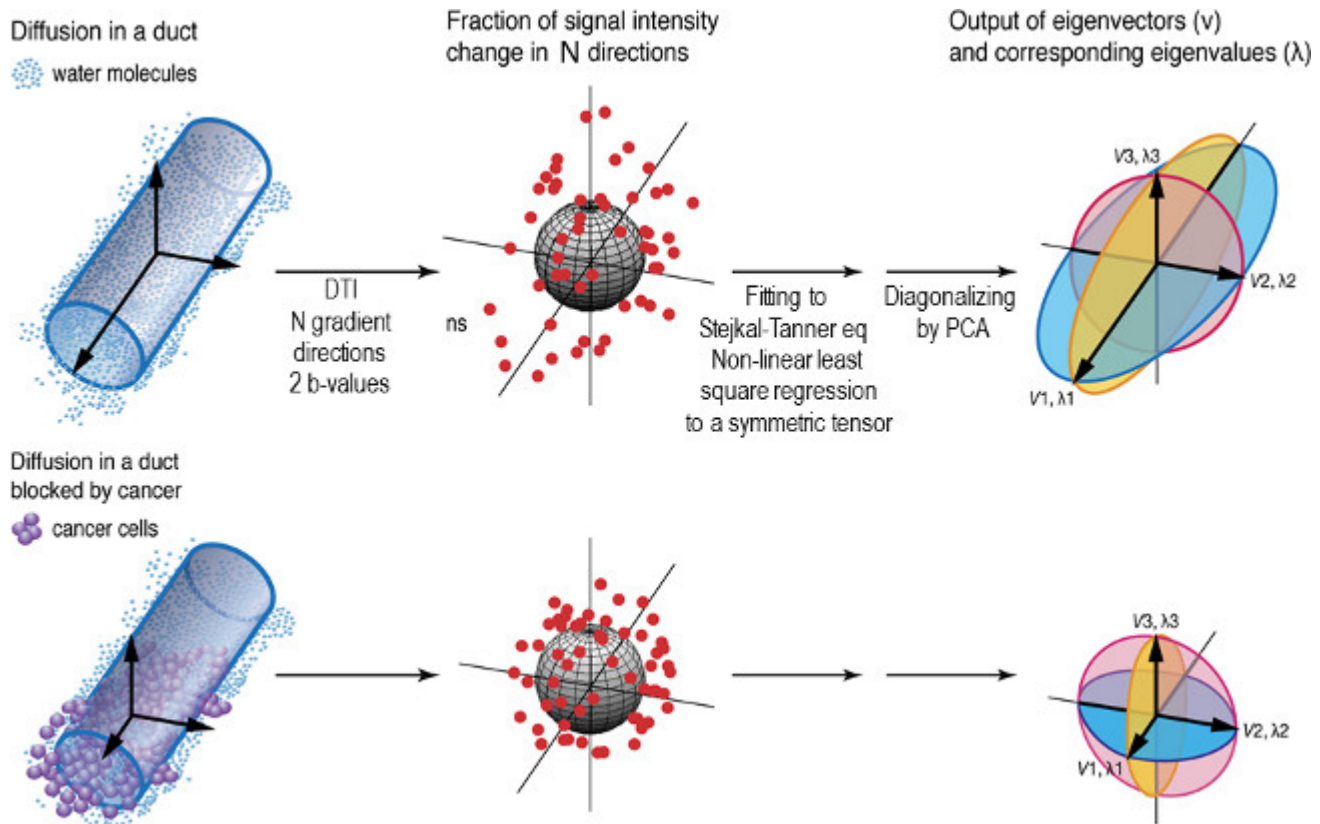 Diffusion in a duct
water molecules
Fraction of signal intensity
change in N directions
Output of eigenvectors (v)
and corresponding eigenvalues (λ)
DTI
N gradient
directions
2 b-values
ns
Fitting to
Stejkal-Tanner eq
Non-linear least
square regression
to a symmetric tensor
Diagonalizing
by PCA
V3, λ3
V2, λ2
V1, λ1
Diffusion in a duct
blocked by cancer
cancer cells
V3, λ3
V2, λ2
V1, λ1